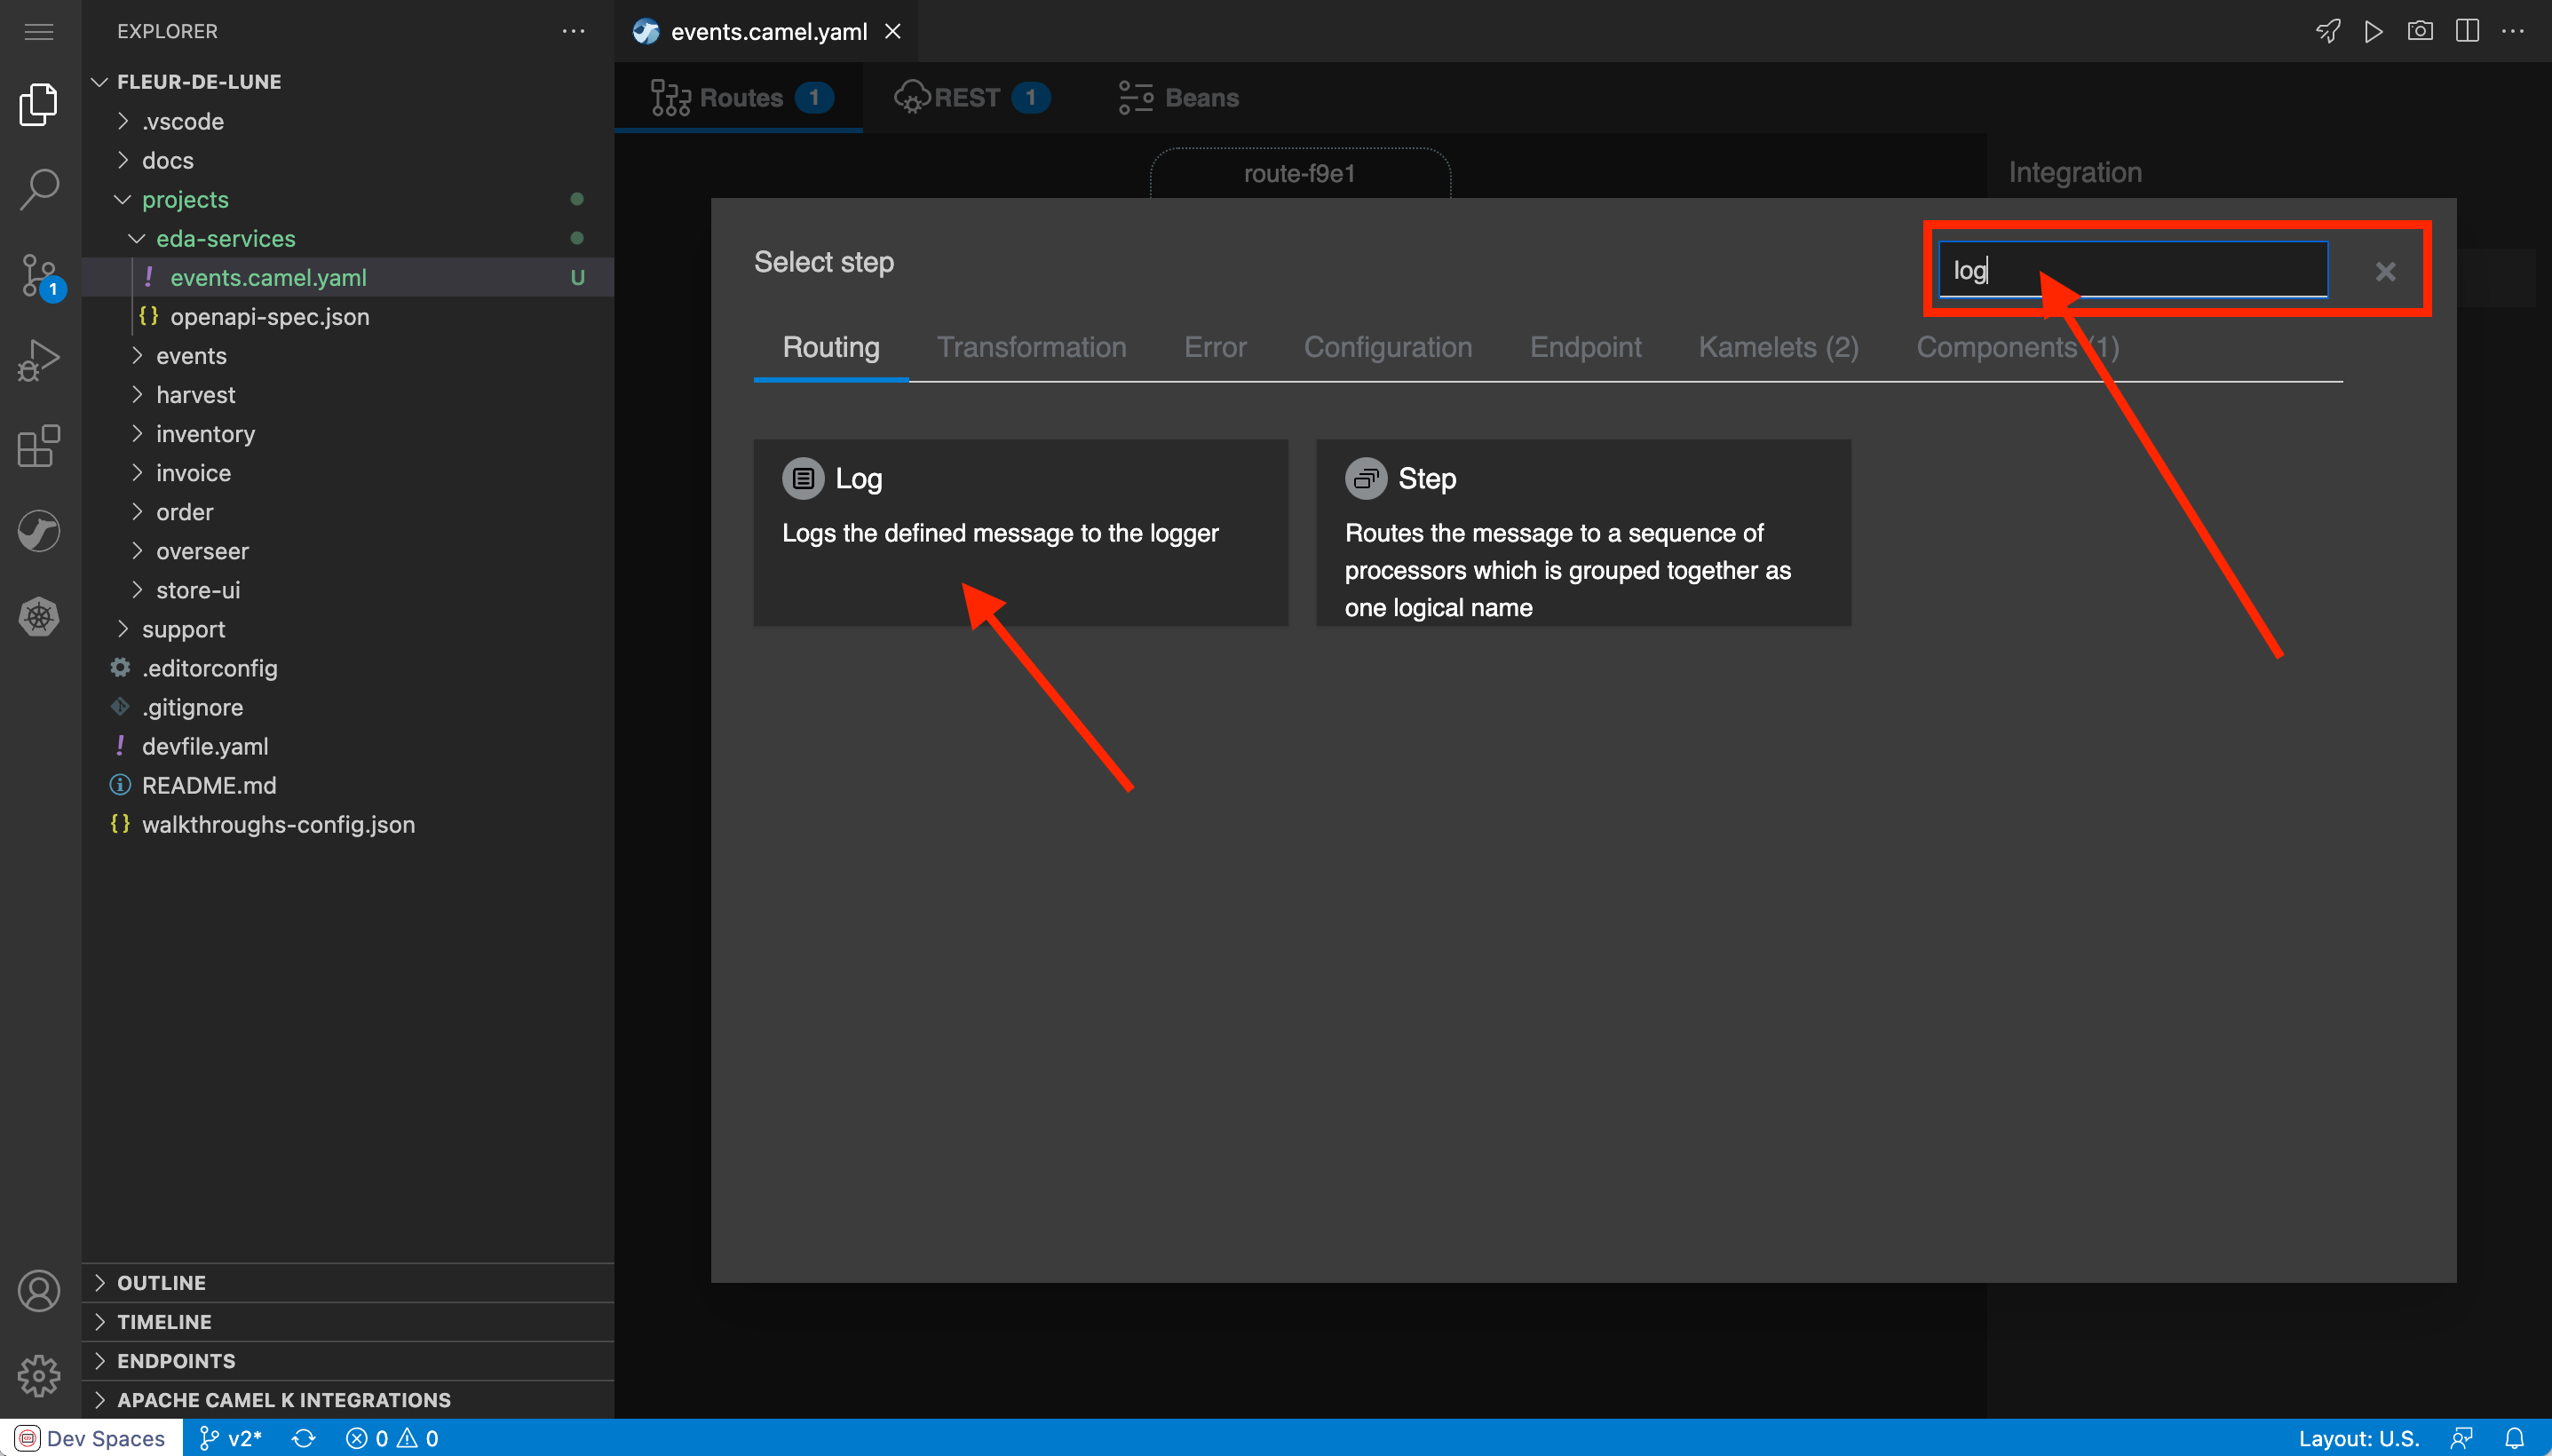 EXPLORER
FLEUR-DE-LUNE
.vscode
docs
projects
eda-services
! events.camel.yaml U
{} openapi-spec.json
events
harvest
inventory
invoice
order
overseer
store-ui
support
.editorconfig
.gitignore
! devfile.yaml
README.md
{} walkthroughs-config.json
OUTLINE
TIMELINE
ENDPOINTS
APACHE CAMEL K INTEGRATIONS
1
events.camel.yaml
Routes 1
REST 1
Beans
route-f9e1
Integration
Select step
log
Routing
Transformation
Error
Configuration
Endpoint
Kamelets (2)
Components (1)
Log
Logs the defined message to the logger
Step
Routes the message to a sequence of
processors which is grouped together as
one logical name
Dev Spaces
v2*
0
0
Layout: U.S.